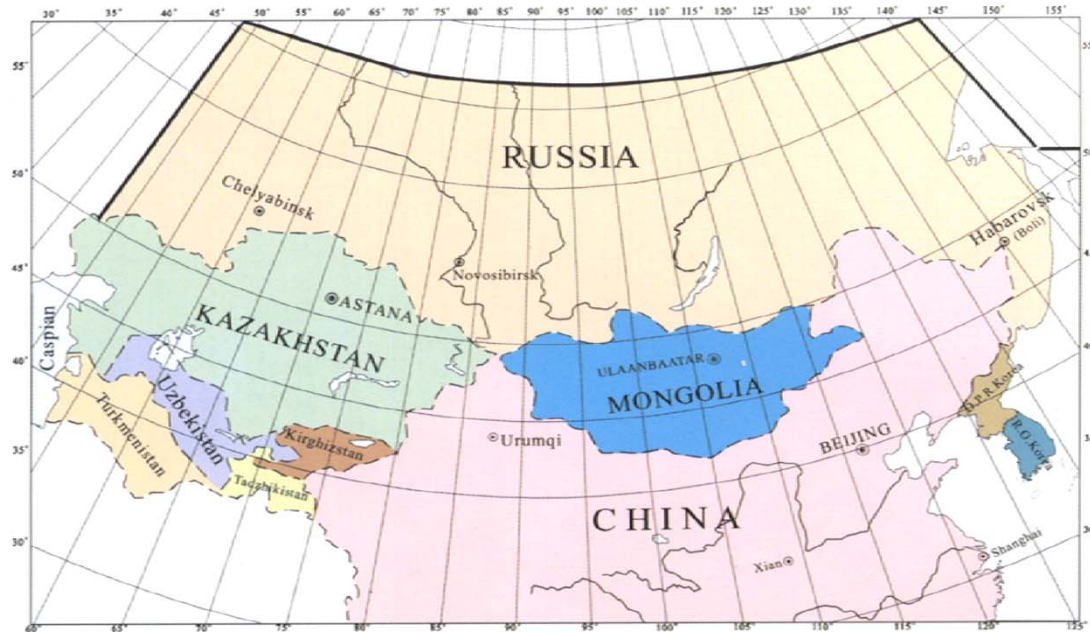 30° 35° 40° 45° 50° 55° 60° 65° 70° 75° 80° 85° 90° 95° 100° 105° 110° 115° 120° 125° 130° 135° 140° 145° 150° 155°
55°
50°
45°
40°
35°
30°
RUSSIA
Chelyabinsk
Novosibirsk
Habarovsk
(Boli)
ASTANA
KAZAKHSTAN
Caspian
Uzbekistan
Turkmenistan
Kirghizstan
Tadzhikistan
ULAANBAATAR
MONGOLIA
Urumqi
BEIJING
D.P.R.Korea
R.O.Korea
CHINA
Xian
Shanghai
60° 65° 70° 75° 80° 85° 90° 95° 100° 105° 110° 115° 120° 125°